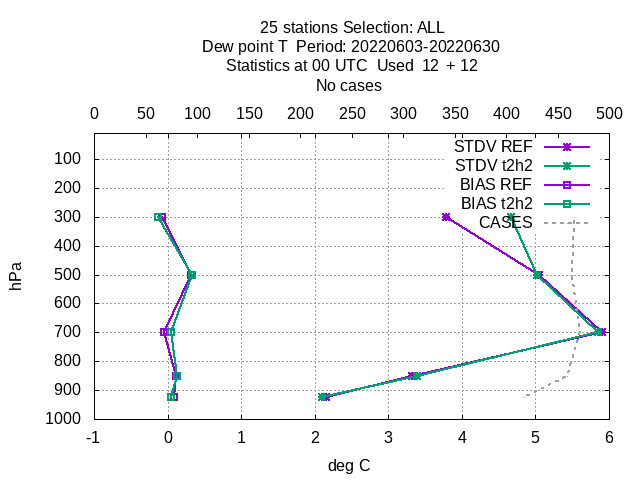 25 stations Selection: ALL
Dew point T  Period: 20220603-20220630
Statistics at 00 UTC  Used  12  + 12
No cases
0 50 100 150 200 250 300 350 400 450 500
STDV REF
STDV t2h2
BIAS REF
BIAS t2h2
CASES
100
200
300
400
500
600
700
800
900
1000
hPa
-1 0 1 2 3 4 5 6
deg C